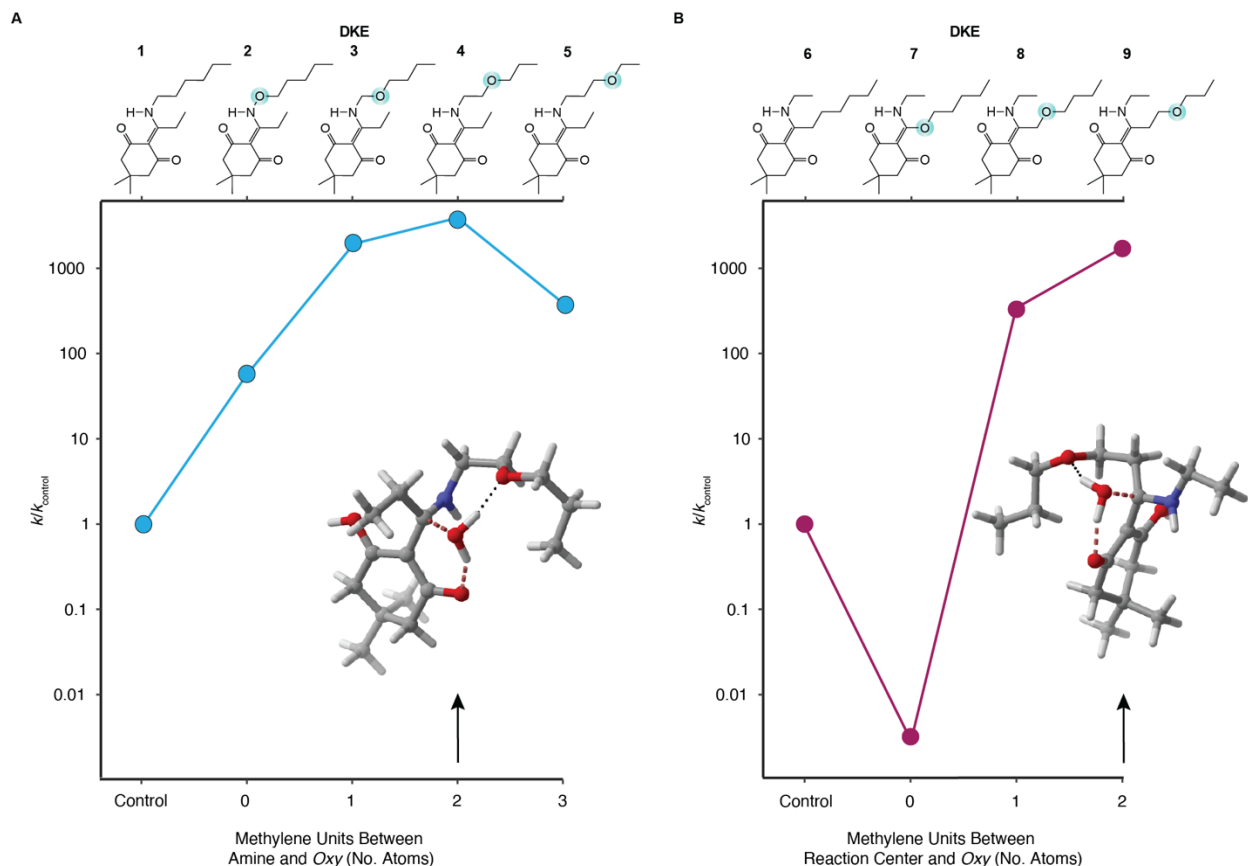 A
DKE
1 2 3 4 5
H N O O
H N O O O
H N O O O
H N O O O
H N O O O
1000
100
10
1
0.1
0.01
k/kcontrol
Control 0 1 2 3
Methylene Units Between
Amine and Oxy (No. Atoms)
B
DKE
6 7 8 9
H N O O
H N O O O
H N O O O
H N O O O
1000
100
10
1
0.1
0.01
k/kcontrol
Control 0 1 2
Methylene Units Between
Reaction Center and Oxy (No. Atoms)